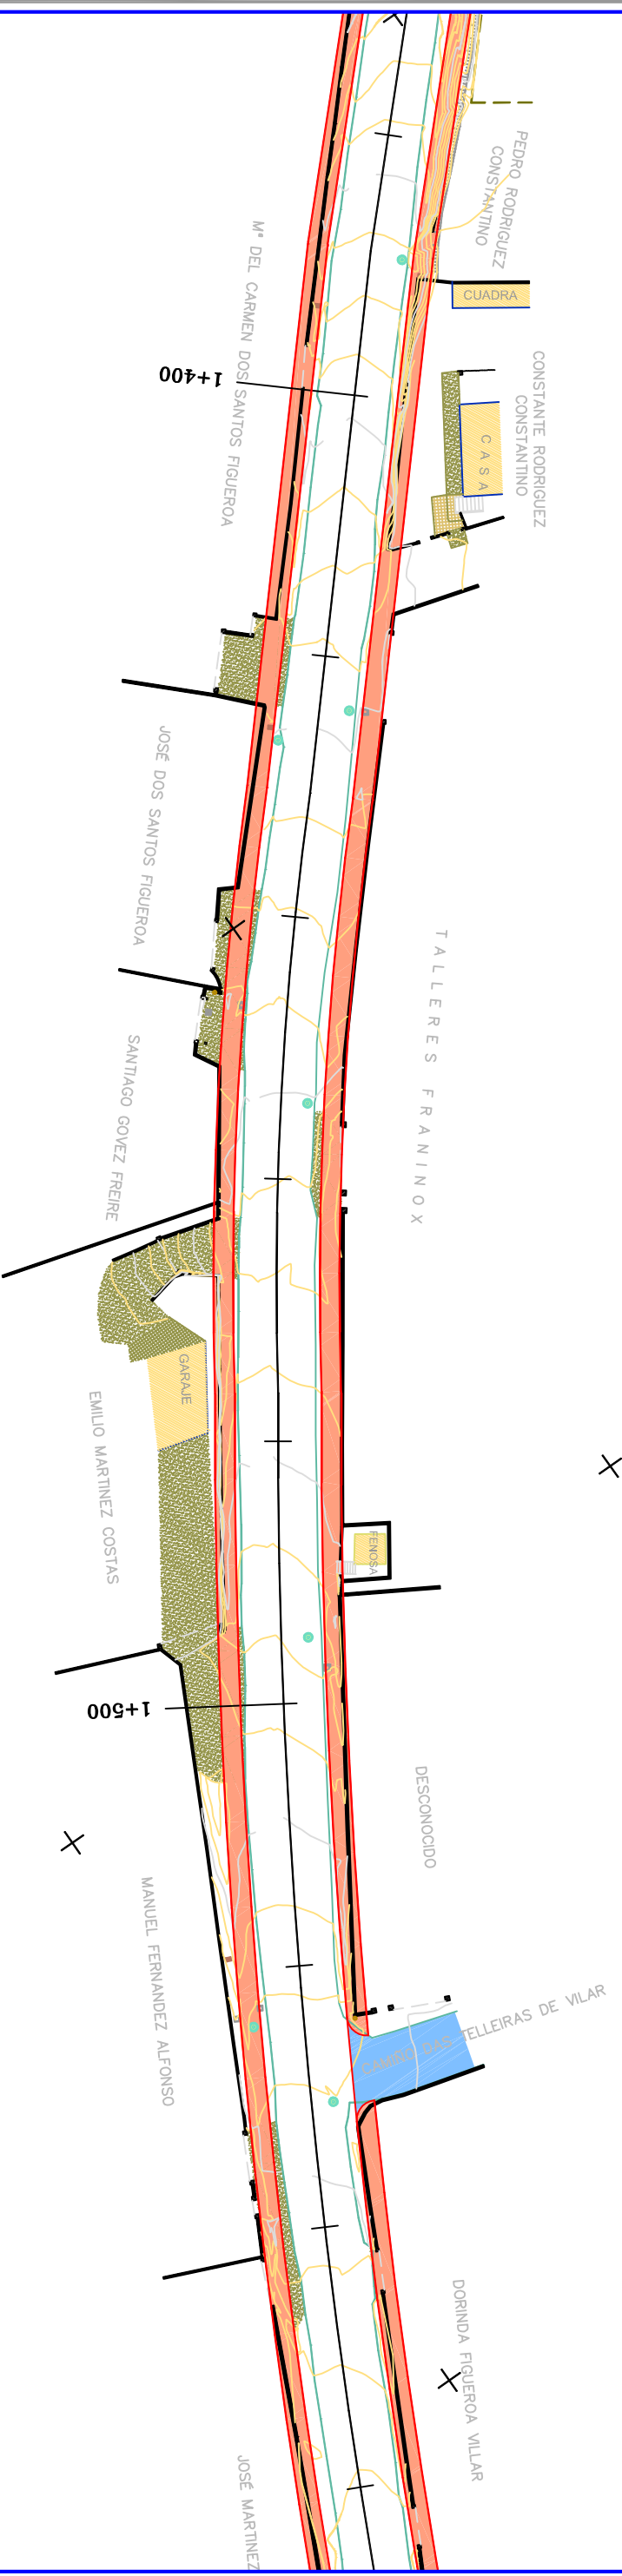 PEDRO RODRIGUEZ
CONSTANTINO
CUADRA
Mª DEL CARMEN DOS SANTOS FIGUEROA
1+400
CONSTANTE RODRIGUEZ
CONSTANTINO
CASA
JOSÉ DOS SANTOS FIGUEROA
TALLERES FRANINOX
SANTIAGO GOVEZ FREIRE
GARAJE
EMILIO MARTINEZ COSTAS
FENOSA
1+500
DESCONOCIDO
MANUEL FERNANDEZ ALFONSO
CAMIÑO DAS TELLEIRAS DE VILAR
DORINDA FIGUEROA VILLAR
JOSÉ MARTINEZ